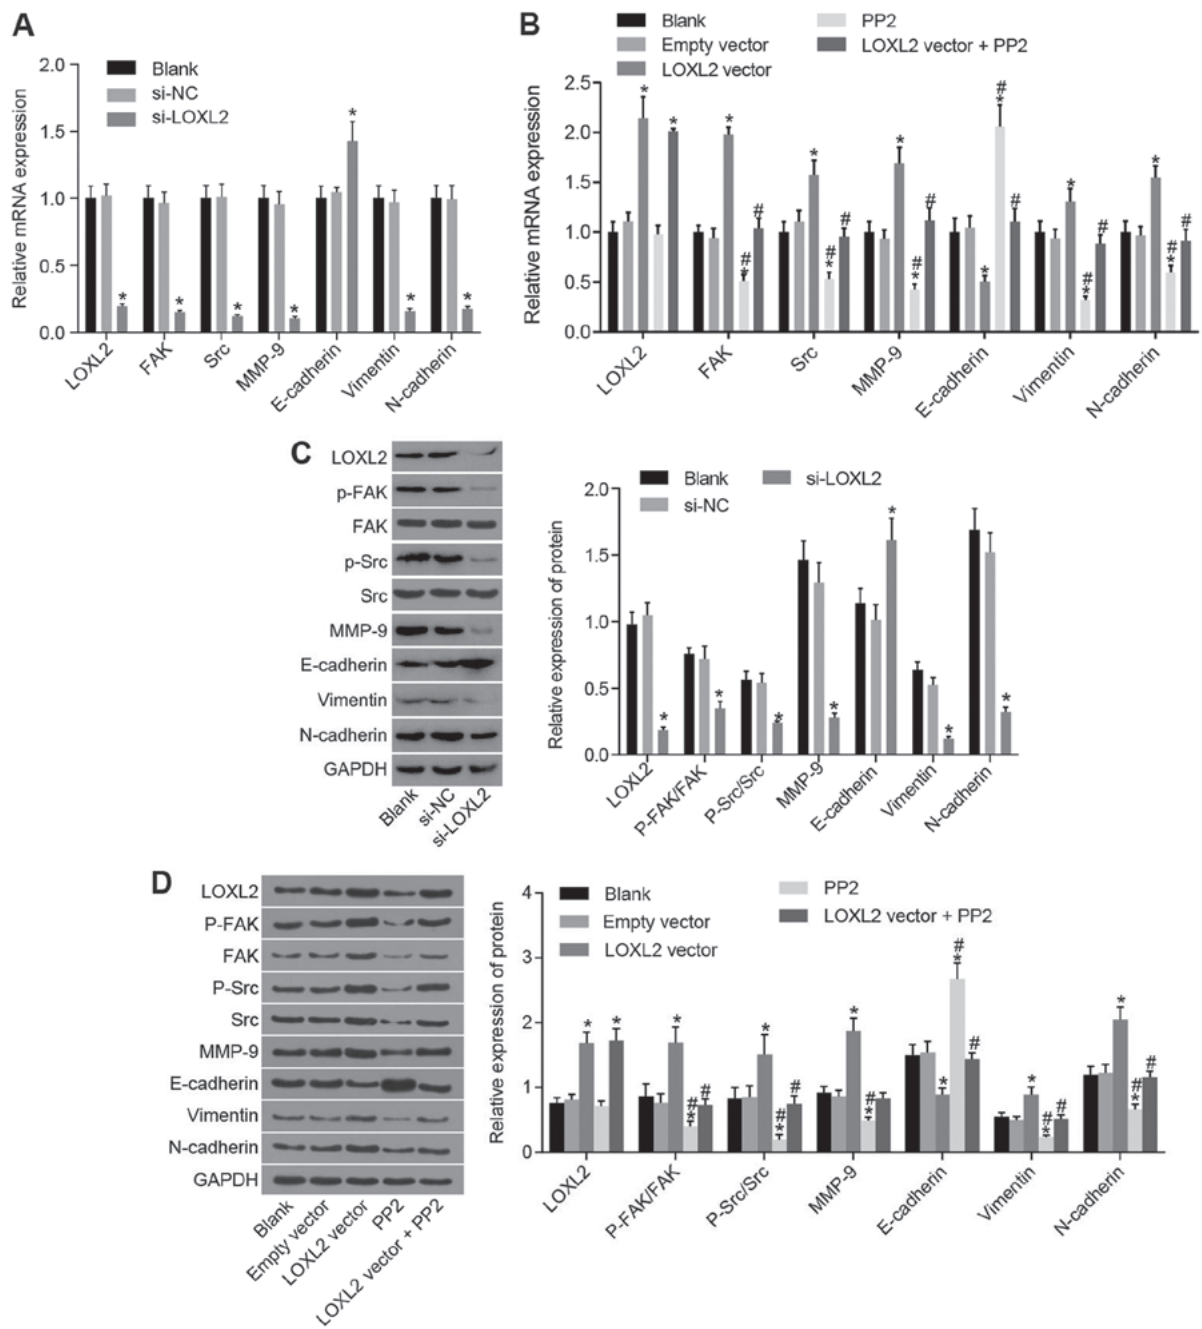 A
Blank
si-NC
si-LOXL2
Relative mRNA expression
2.0
1.5
1.0
0.5
0.0
*
*
*
*
*
*
*
LOXL2
FAK
Src
MMP-9
E-cadherin
Vimentin
N-cadherin
B
Blank
Empty vector
LOXL2 vector
PP2
LOXL2 vector + PP2
Relative mRNA expression
2.5
2.0
1.5
1.0
0.5
0.0
*
*
*
#
*
#
*
#
*
#
*
#
*
#
#
*
*
#
*
#
*
#
*
#
*
#
*
#
LOXL2
FAK
Src
MMP-9
E-cadherin
Vimentin
N-cadherin
C
LOXL2
p-FAK
FAK
p-Src
Src
MMP-9
E-cadherin
Vimentin
N-cadherin
GAPDH
Blank
si-NC
si-LOXL2
Blank
si-NC
si-LOXL2
Relative expression of protein
2.0
1.5
1.0
0.5
0.0
*
*
*
*
*
*
*
LOXL2
P-FAK/FAK
P-Src/Src
MMP-9
E-cadherin
Vimentin
N-cadherin
D
LOXL2
P-FAK
FAK
P-Src
Src
MMP-9
E-cadherin
Vimentin
N-cadherin
GAPDH
Blank
Empty vector
LOXL2 vector
PP2
LOXL2 vector + PP2
Blank
Empty vector
LOXL2 vector
PP2
LOXL2 vector + PP2
Relative expression of protein
4
3
2
1
0
*
*
*
#
*
#
*
#
*
#
*
#
*
*
#
*
#
*
#
*
#
*
#
*
#
LOXL2
P-FAK/FAK
P-Src/Src
MMP-9
E-cadherin
Vimentin
N-cadherin